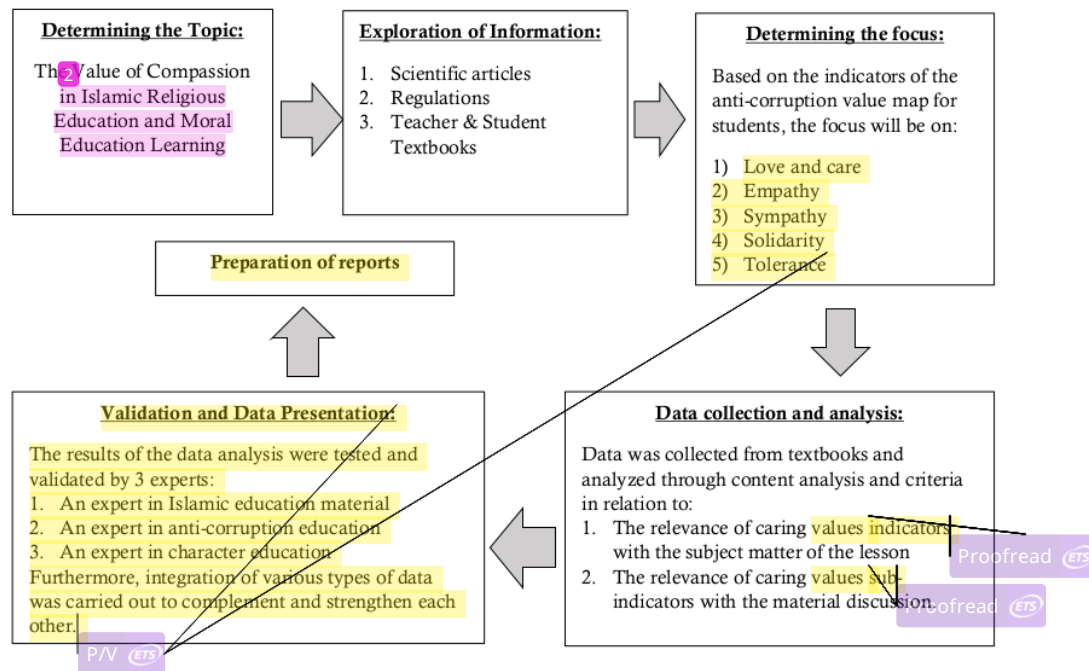 Determining the Topic:
The Value of Compassion
2
in Islamic Religious
Education and Moral
Education Learning
Exploration of Information:
1. Scientific articles
2. Regulations
3. Teacher & Student
Textbooks
Determining the focus:
Based on the indicators of the
anti-corruption value map for
students, the focus will be on:
1) Love and care
2) Empathy
3) Sympathy
4) Solidarity
5) Tolerance
Data collection and analysis:
Data was collected from textbooks and
analyzed through content analysis and criteria
in relation to:
1. The relevance of caring values indicators
with the subject matter of the lesson
2. The relevance of caring values sub-
indicators with the material discussion
Proofread ETS
Proofread ETS
Validation and Data Presentation:
The results of the data analysis were tested and
validated by 3 experts:
1. An expert in Islamic education material
2. An expert in anti-corruption education
3. An expert in character education
Furthermore, integration of various types of data
was carried out to complement and strengthen each
other.
P/V ETS
Preparation of reports